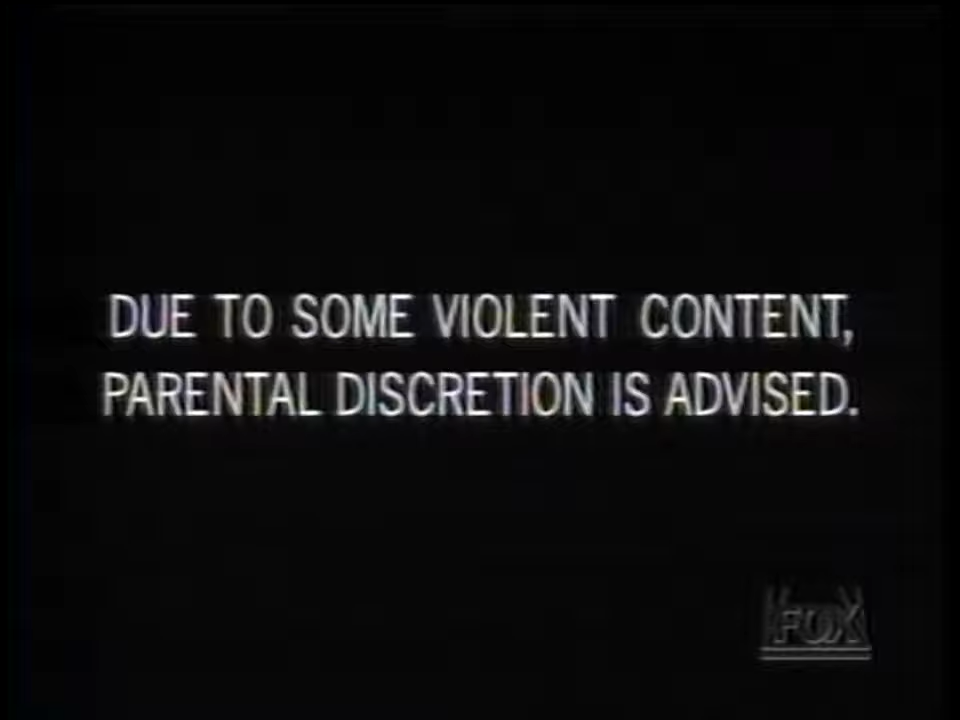 DUE TO SOME VIOLENT CONTENT,
PARENTAL DISCRETION IS ADVISED.
FOX